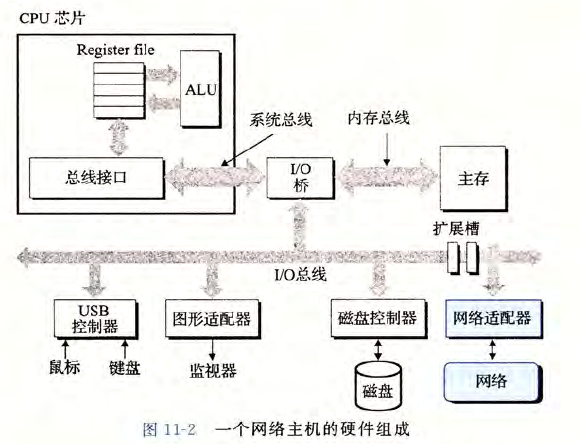 CPU 芯片
Register file
ALU
系统总线
内存总线
总线接口
I/O
桥
主存
扩展槽
I/O总线
USB
控制器
图形适配器
磁盘控制器
网络适配器
鼠标
键盘
监视器
磁盘
网络
图 11-2 一个网络主机的硬件组成